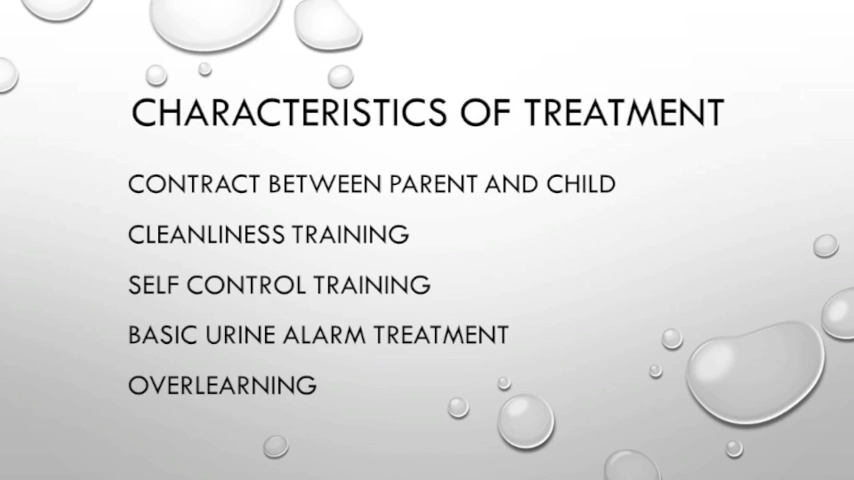 CHARACTERISTICS OF TREATMENT
CONTRACT BETWEEN PARENT AND CHILD
CLEANLINESS TRAINING
SELF CONTROL TRAINING
BASIC URINE ALARM TREATMENT
OVERLEARNING